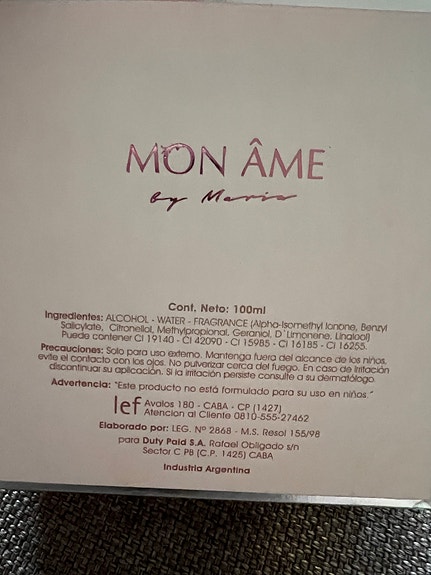 MON ÂME
by Maria
Cont. Neto: 100ml
Ingredientes: ALCOHOL - WATER - FRAGRANCE (Alpha-Isomethyl Ionone, Benzyl
Salicylate, Citronellol, Methylpropional, Geraniol, D´Limonene, Linalool)
Puede contener CI 19140 - CI 42090 - CI 15985 - CI 16185 - CI 16255.
Precauciones: Solo para uso externo. Mantenga fuera del alcance de los niños,
evite el contacto con los ojos. No pulverizar cerca del fuego. En caso de irritación
discontinuar su aplicación. Si la irritación persiste consulte a su dermatólogo
Advertencia: "Este producto no está formulado para su uso en niñas."
lef Avalos 180 - CABA - CP (1427)
Atencion al Cliente 0810-555-27462
Elaborado por: LEG. Nº 2868 - M.S. Resol 155/98
para Duty Paid S.A. Rafael Obligado s/n
Sector C P8 (C.P. 1425) CABA
Industria Argentina